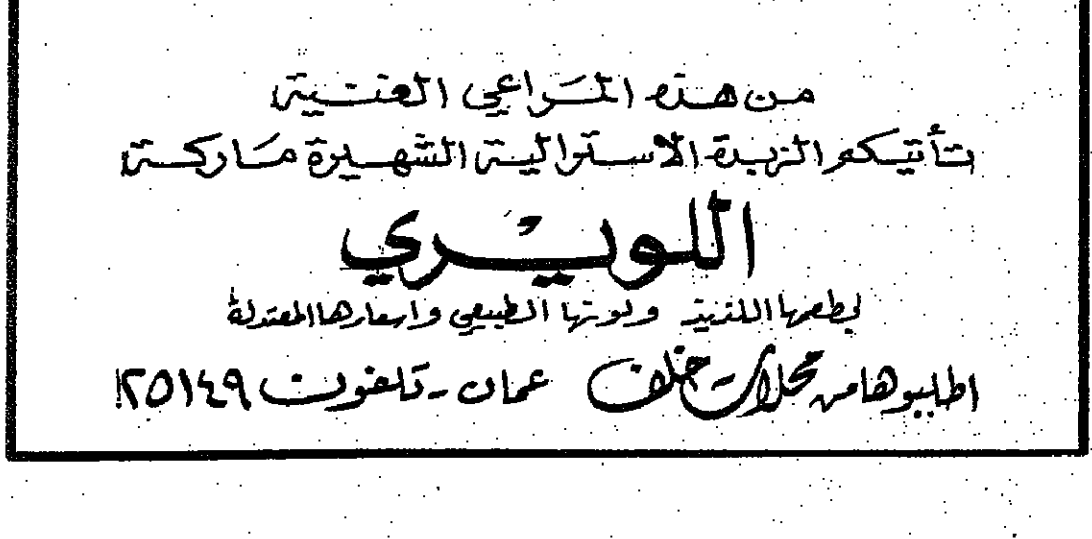 من هذه المراعي الغنية
تأتيكم الزبدة الاسترالية الشهيرة ماركة
اللويري
بطعمها اللذيذ ولونها الطبيعي واسعارها المعتدلة
اطلبوها من محلات خلف عمان - تلفون ٢٥١٤٩